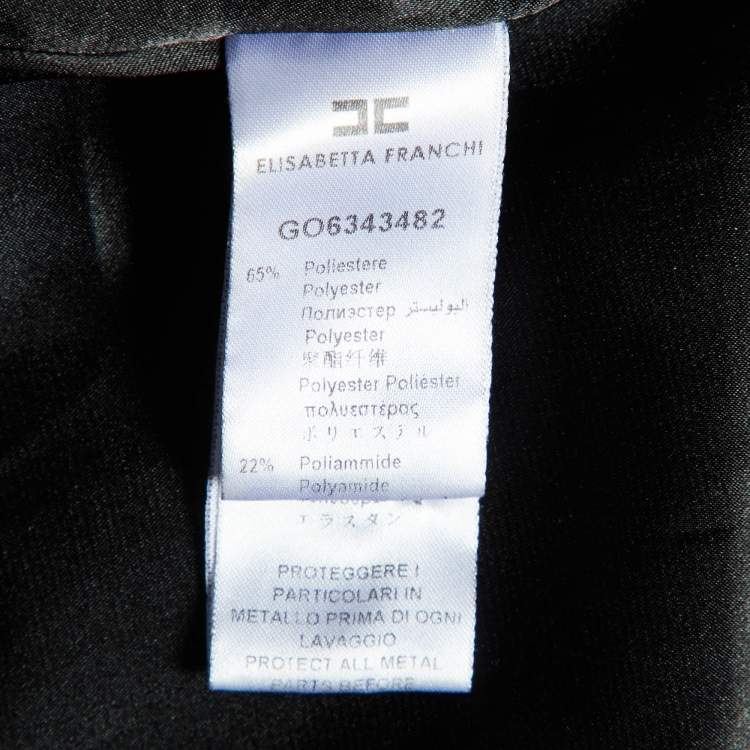 ELISABETTA FRANCHI
GO6343482
65% Poliestere
Polyester
Полиэстер البوليستر
Polyester
聚酯纤维
Polyester Poliéster
πολυεστέρας
ポリエステル
22% Poliammide
Polyamide
エラスタン
PROTEGGERE I
PARTICOLARI IN
METALLO PRIMA DI OGNI
LAVAGGIO
PROTECT ALL METAL
PARTS BEFORE